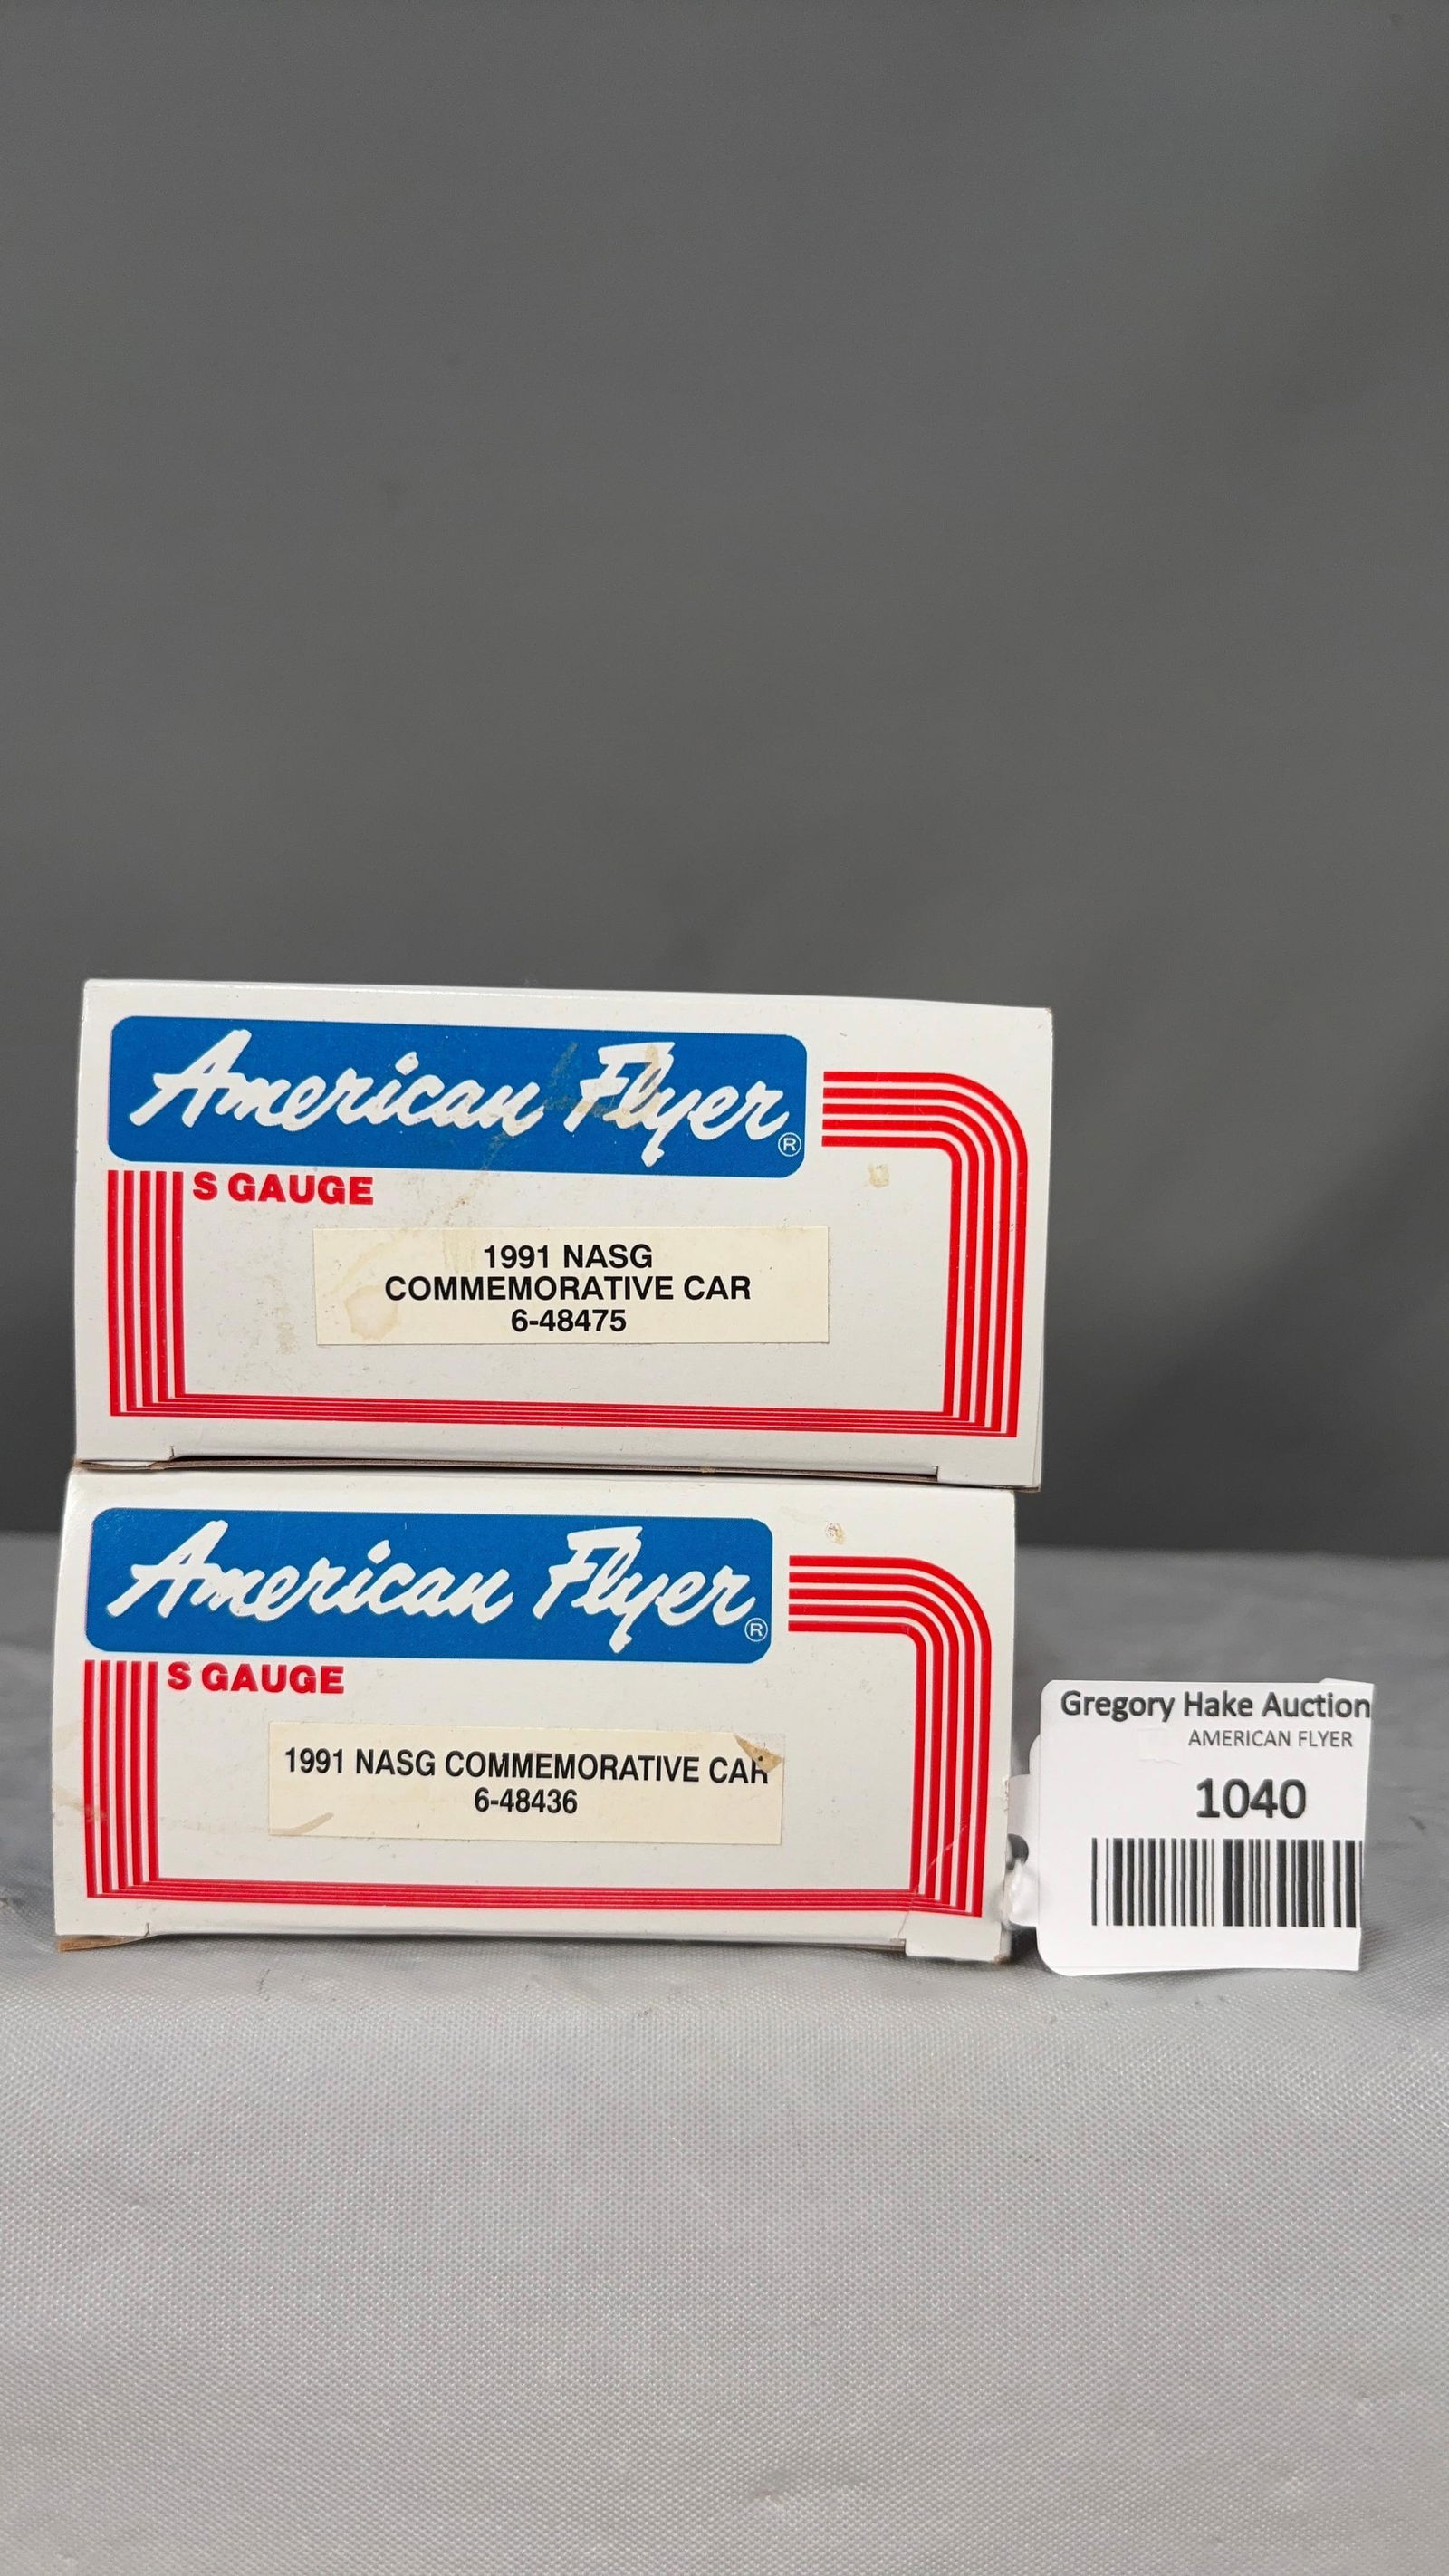 American Flyer®
S GAUGE
1991 NASG
COMMEMORATIVE CAR
6-48475
American Flyer®
S GAUGE
1991 NASG COMMEMORATIVE CAR
6-48436
Gregory Hake Auction
AMERICAN FLYER
1040